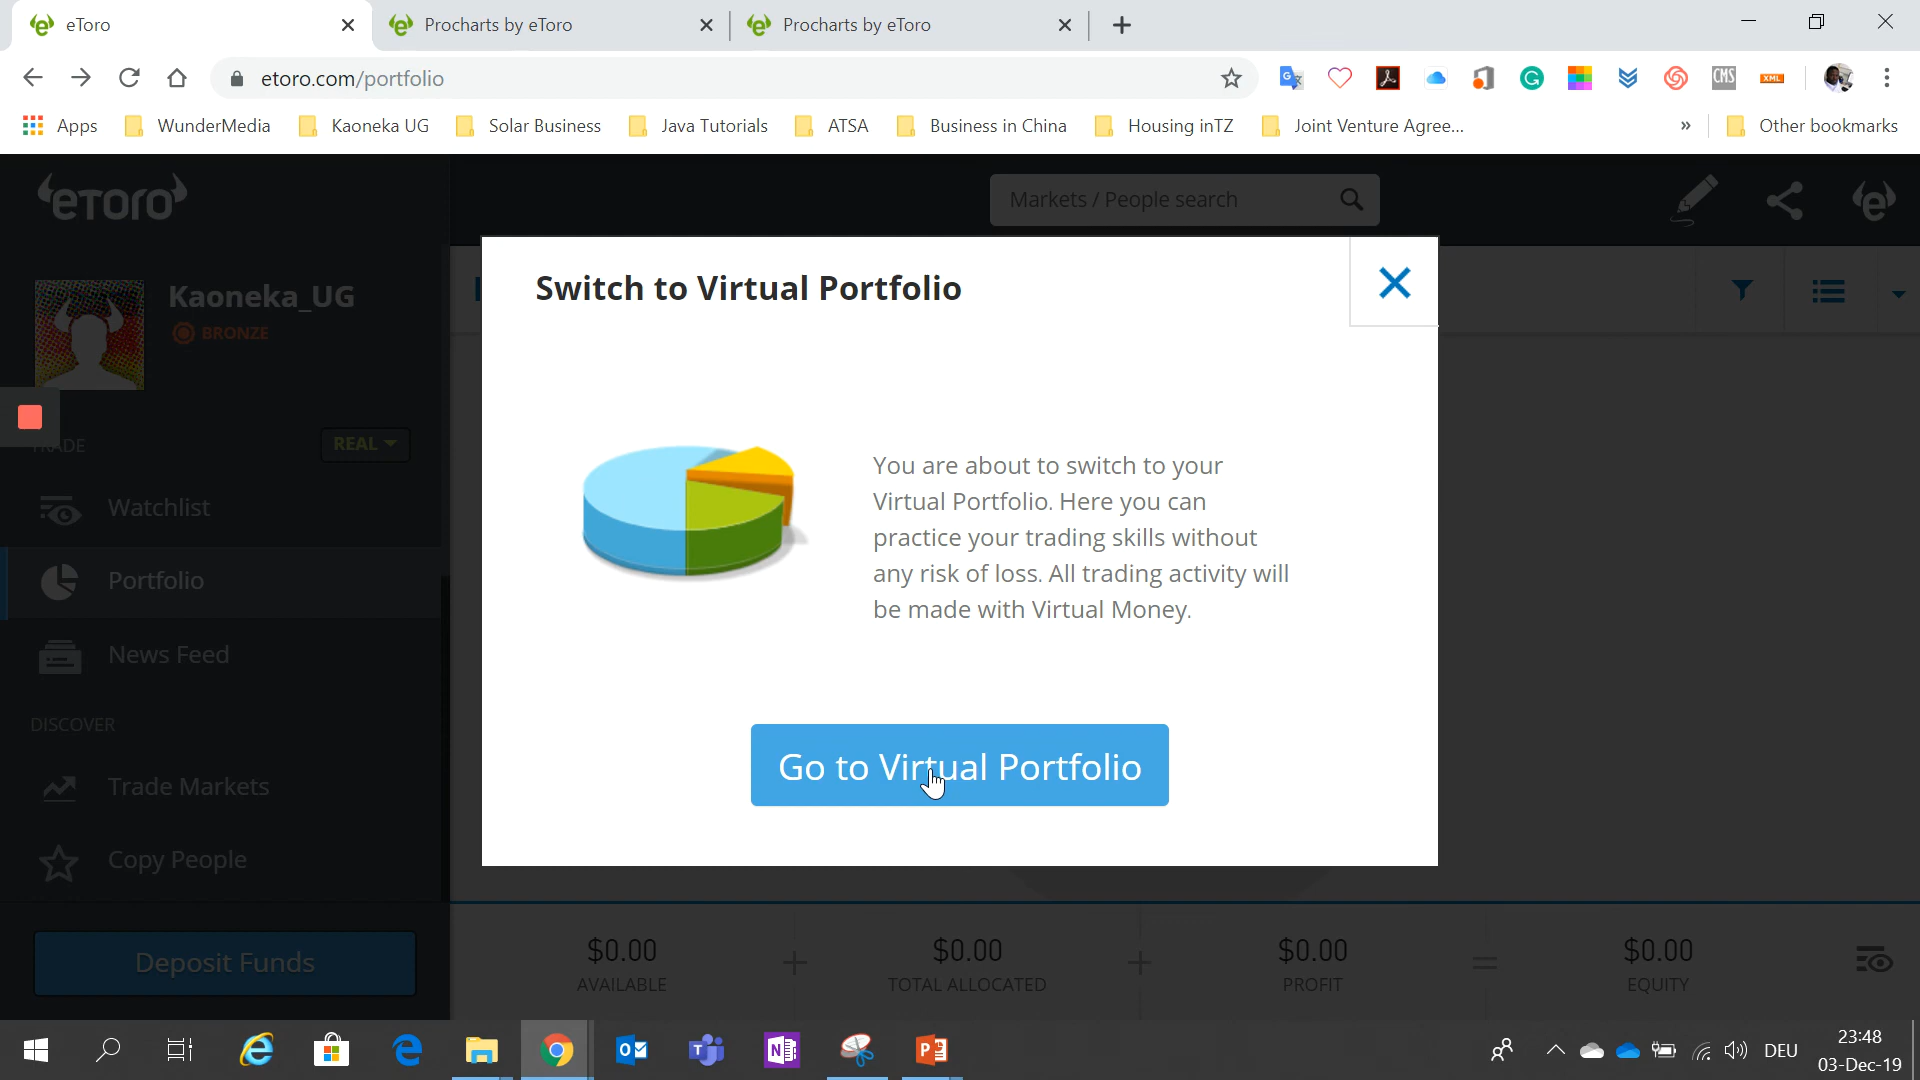 eToro
Procharts by eToro
Procharts by eToro
etoro.com/portfolio
CMS
XML
Apps
WunderMedia
Kaoneka UG
Solar Business
Java Tutorials
ATSA
Business in China
Housing inTZ
Joint Venture Agree...
»
Other bookmarks
eTORO
Markets / People search
Kaoneka_UG
BRONZE
REAL
Watchlist
Portfolio
News Feed
DISCOVER
Trade Markets
Copy People
Deposit Funds
Switch to Virtual Portfolio
You are about to switch to your
Virtual Portfolio. Here you can
practice your trading skills without
any risk of loss. All trading activity will
be made with Virtual Money.
Go to Virtual Portfolio
$0.00 + $0.00 + $0.00 = $0.00
AVAILABLE TOTAL ALLOCATED PROFIT EQUITY
DEU
23:48
03-Dec-19